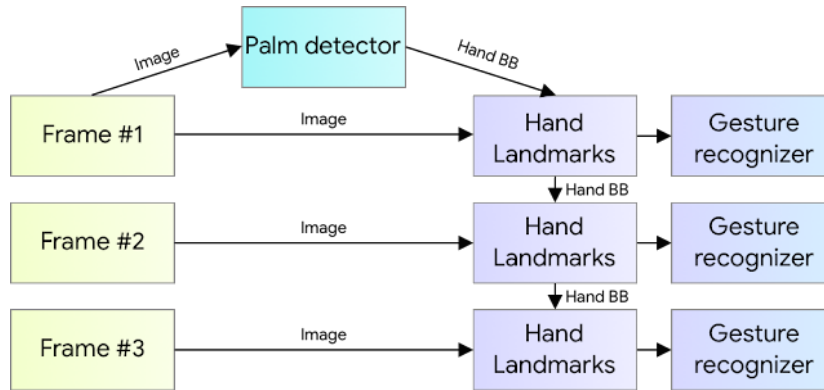 Palm detector
Image
Hand BB
Frame #1
Image
Hand
Landmarks
Gesture
recognizer
Hand BB
Frame #2
Image
Hand
Landmarks
Gesture
recognizer
Hand BB
Frame #3
Image
Hand
Landmarks
Gesture
recognizer